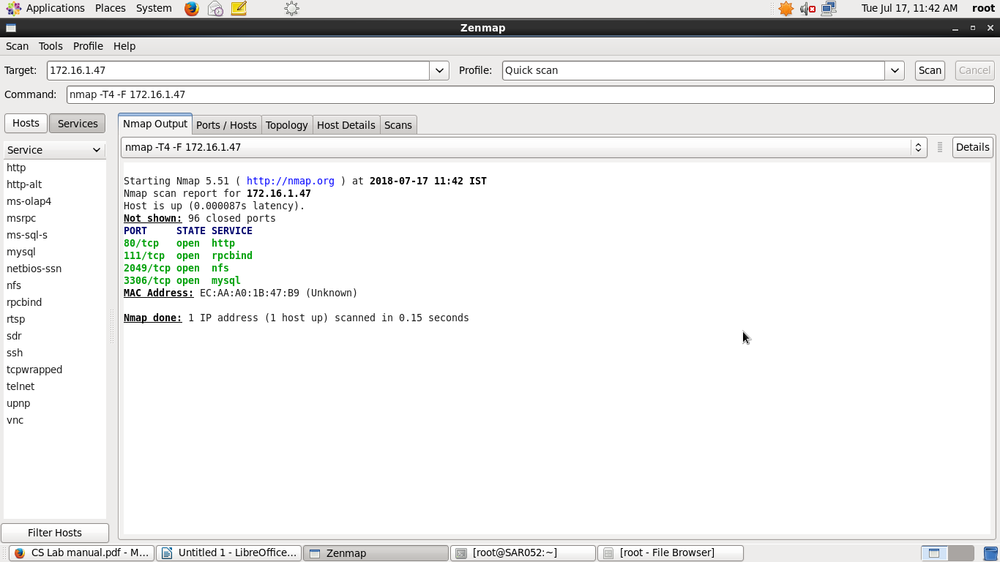 Applications Places System Tue Jul 17, 11:42 AM root
Zenmap
Scan Tools Profile Help
Target: 172.16.1.47 Profile: Quick scan Scan Cancel
Command: nmap -T4 -F 172.16.1.47
Hosts Services Nmap Output Ports / Hosts Topology Host Details Scans
Service
nmap -T4 -F 172.16.1.47 Details
http
http-alt
ms-olap4
msrpc
ms-sql-s
mysql
netbios-ssn
nfs
rpcbind
rtsp
sdr
ssh
tcpwrapped
telnet
upnp
vnc
Filter Hosts
Starting Nmap 5.51 ( http://nmap.org ) at 2018-07-17 11:42 IST
Nmap scan report for 172.16.1.47
Host is up (0.000087s latency).
Not shown: 96 closed ports
PORT STATE SERVICE
80/tcp open http
111/tcp open rpcbind
2049/tcp open nfs
3306/tcp open mysql
MAC Address: EC:AA:A0:1B:47:B9 (Unknown)
Nmap done: 1 IP address (1 host up) scanned in 0.15 seconds
CS Lab manual.pdf - M... Untitled 1 - LibreOffice... Zenmap [root@SAR052:~] [root - File Browser]